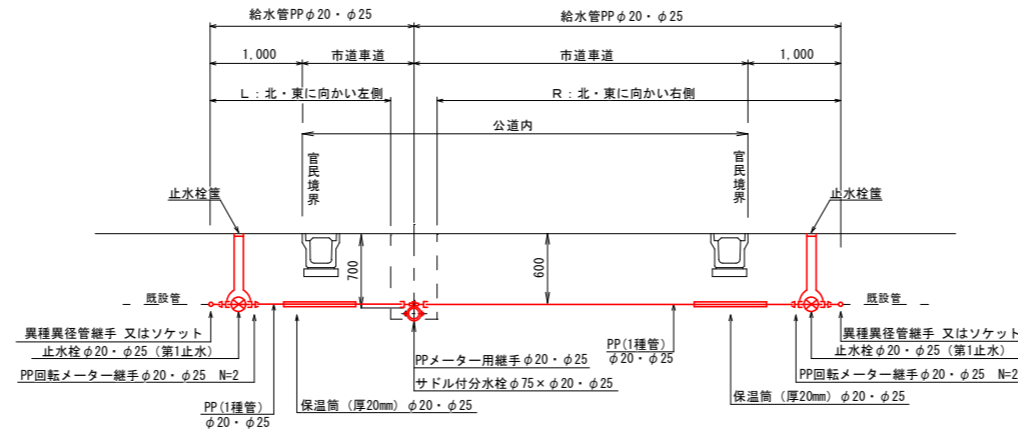 給水管PPφ20・φ25
給水管PPφ20・φ25
1,000
市道車道
市道車道
1,000
L：北・東に向かい左側
R：北・東に向かい右側
公道内
官民境界
官民境界
止水栓筐
止水栓筐
700
600
既設管
既設管
異種異径管継手 又はソケット
止水栓φ20・φ25（第1止水）
PP回転メーター継手φ20・φ25 N=2
PP(1種管)
φ20・φ25
保温筒（厚20mm）φ20・φ25
PPメーター用継手φ20・φ25
サドル付分水栓φ75×φ20・φ25
PP(1種管)
φ20・φ25
異種異径管継手 又はソケット
止水栓φ20・φ25（第1止水）
PP回転メーター継手φ20・φ25 N=2
保温筒（厚20mm）φ20・φ25